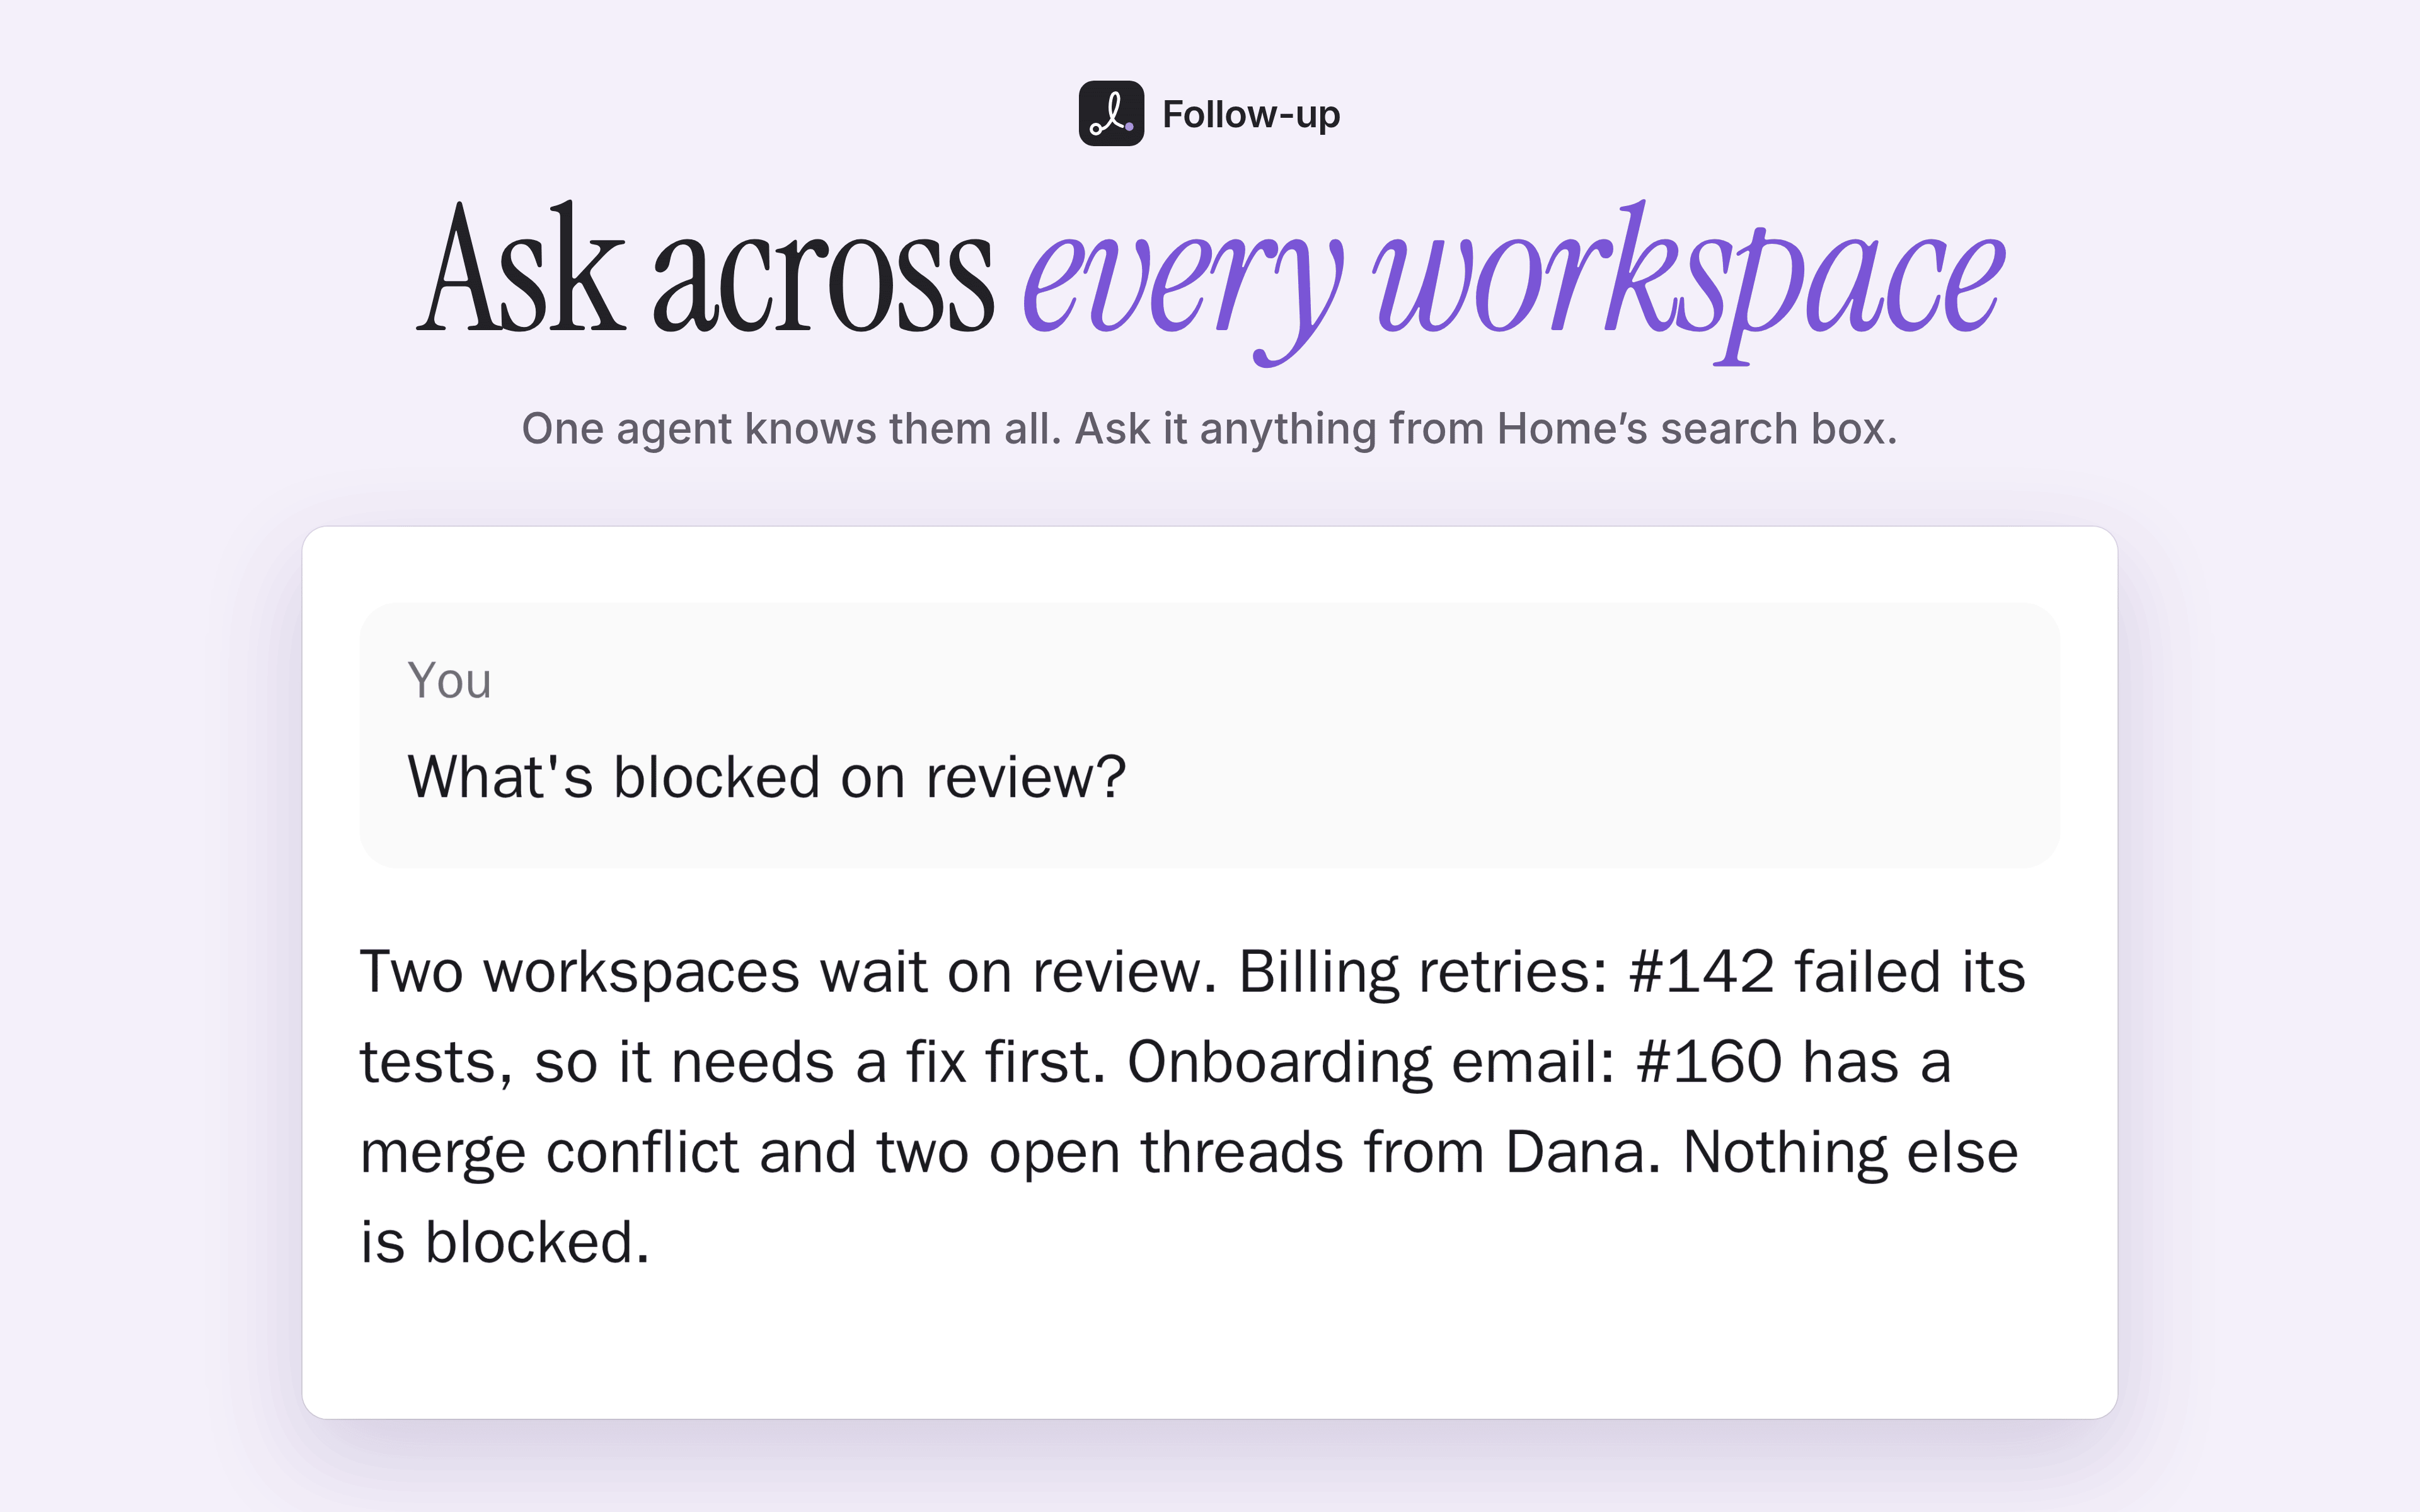 Follow-up
Ask across every workspace
One agent knows them all. Ask it anything from Home’s search box.
You
What's blocked on review?
Two workspaces wait on review. Billing retries: #142 failed its
tests, so it needs a fix first. Onboarding email: #160 has a
merge conflict and two open threads from Dana. Nothing else
is blocked.